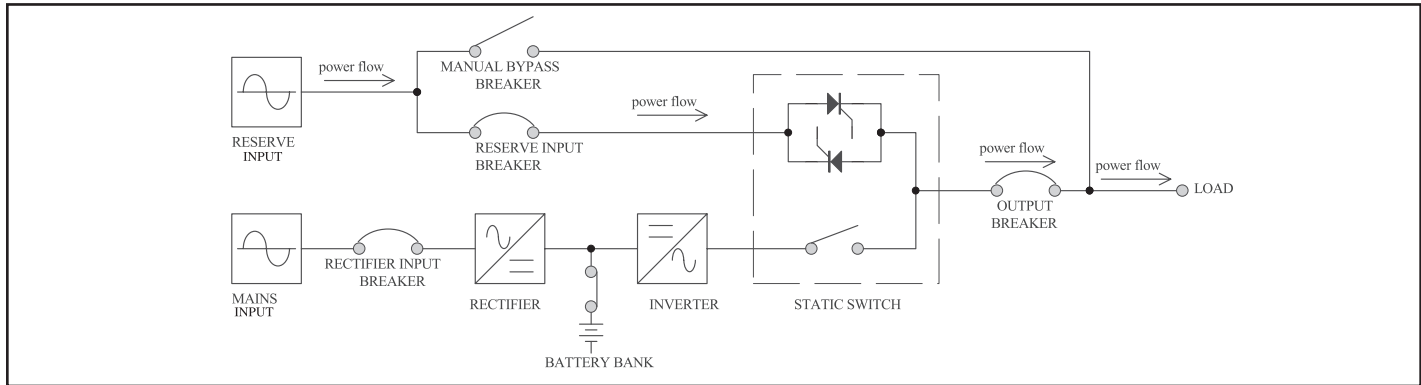 power flow
MANUAL BYPASS
BREAKER
RESERVE
INPUT
power flow
RESERVE INPUT
BREAKER
power flow
power flow
LOAD
OUTPUT
BREAKER
RECTIFIER INPUT
BREAKER
MAINS
INPUT
RECTIFIER
INVERTER
STATIC SWITCH
BATTERY BANK